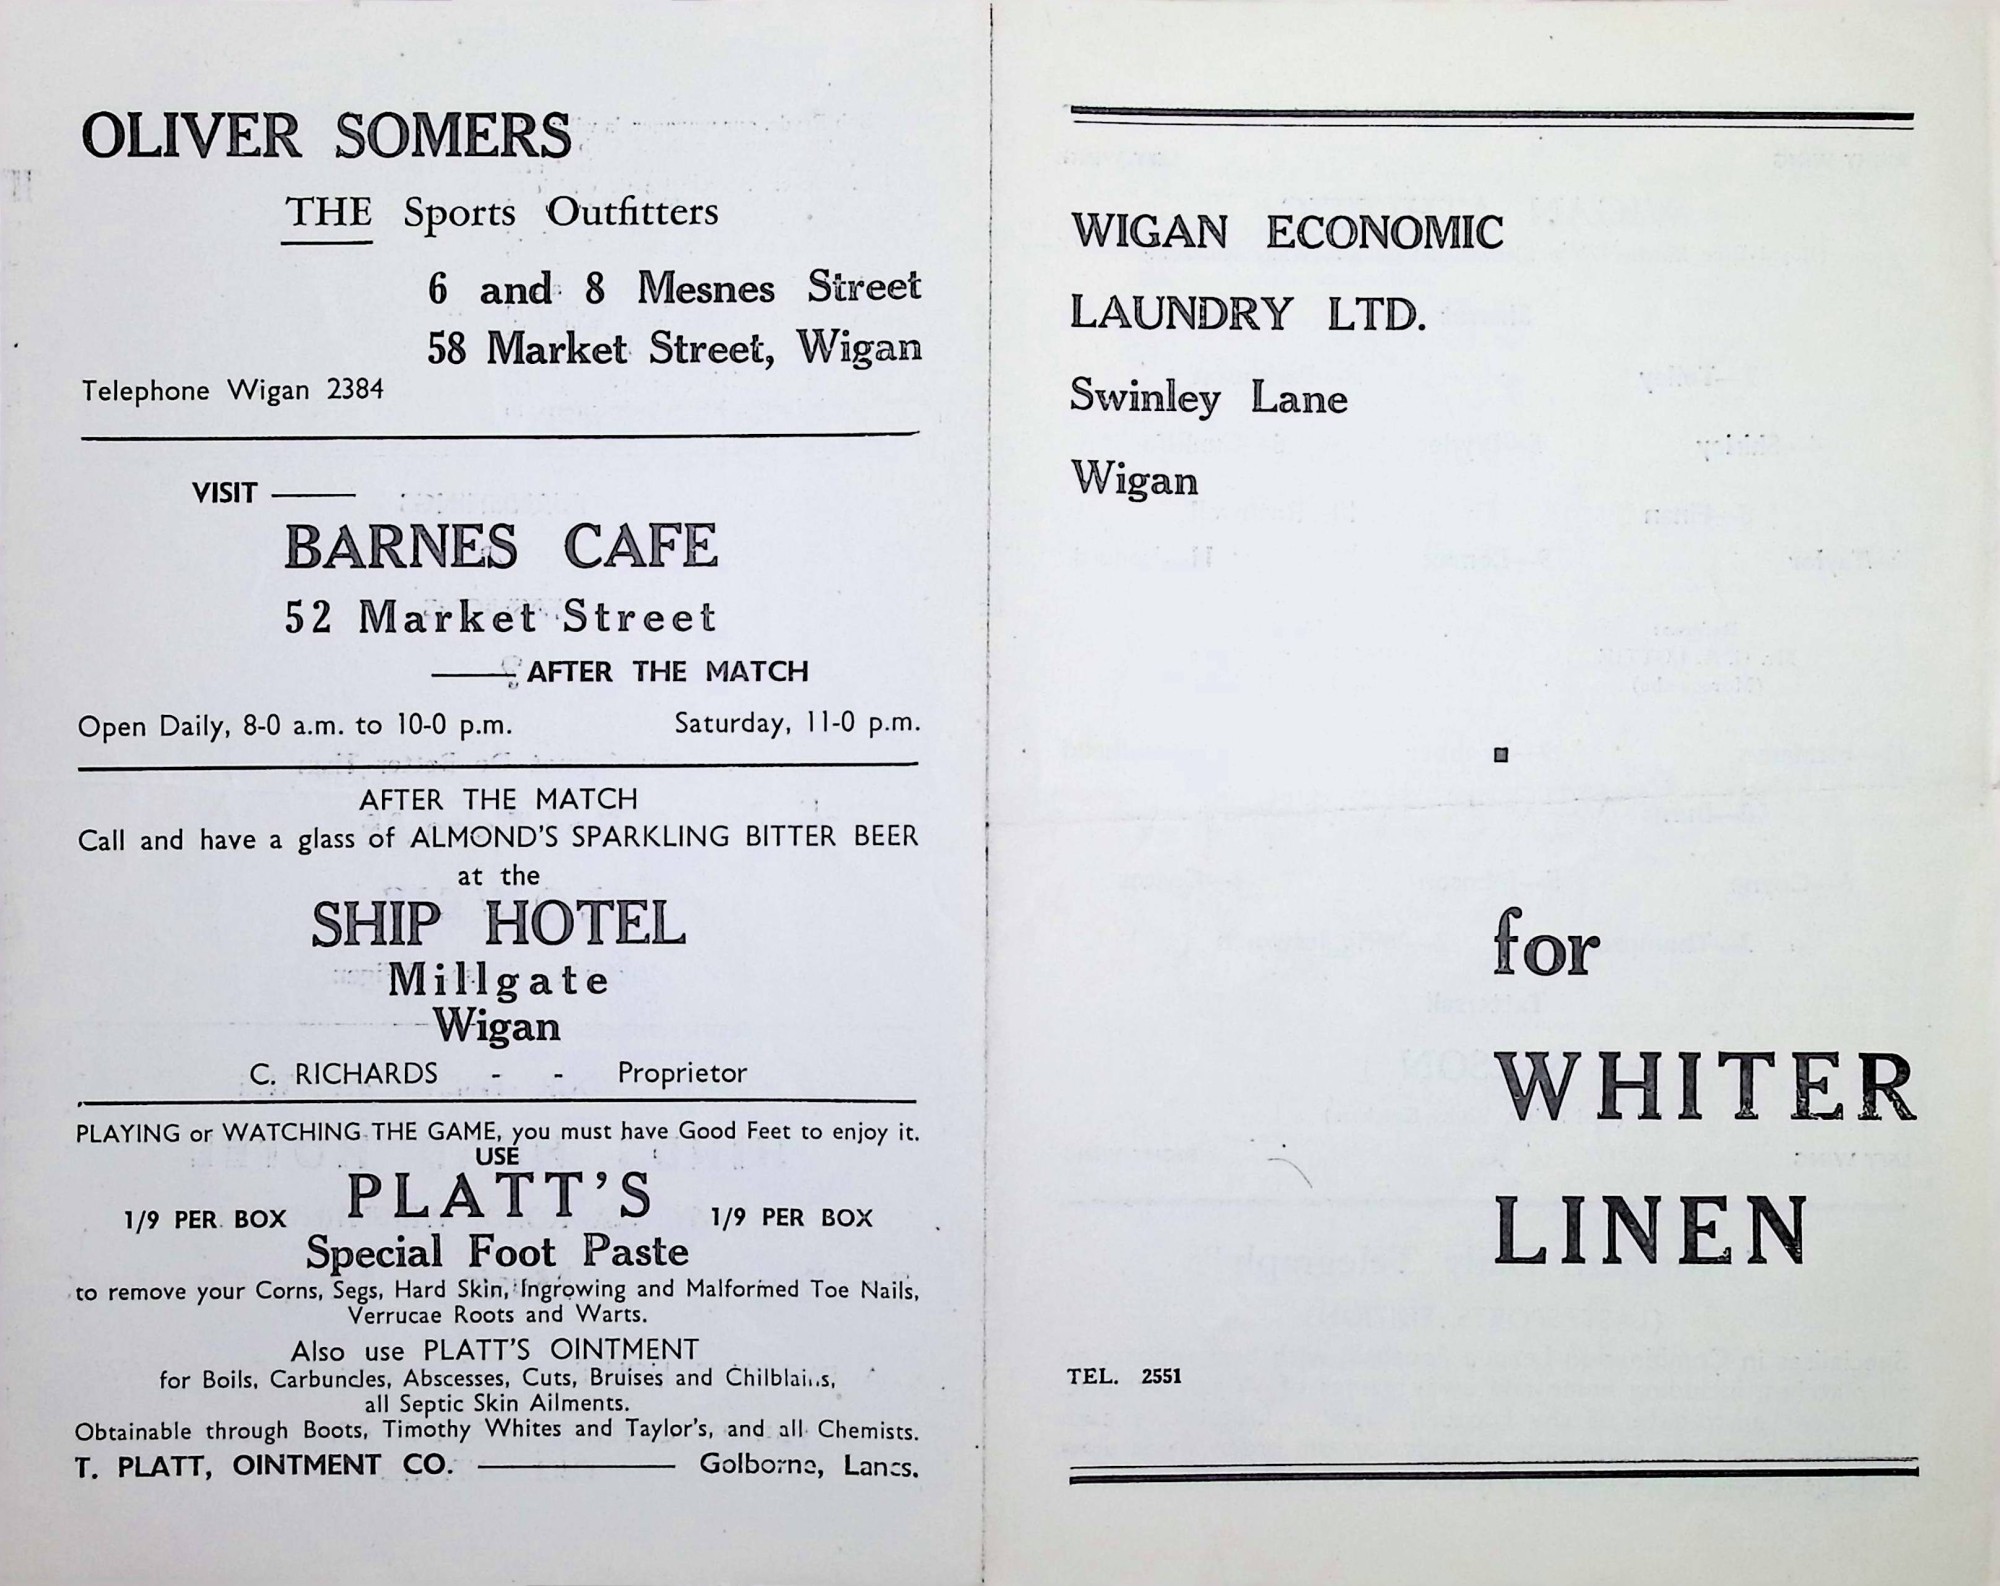 OLIVER SOMERS
THE Sports Outfitters
6 and 8 Mesnes Street
58 Market Street, Wigan
Telephone Wigan 2384
VISIT ——
BARNES CAFE
52 Market Street
—— AFTER THE MATCH
Open Daily, 8-0 a.m. to 10-0 p.m. Saturday, 11-0 p.m.
AFTER THE MATCH
Call and have a glass of ALMOND'S SPARKLING BITTER BEER
at the
SHIP HOTEL
Millgate
Wigan
C. RICHARDS - - Proprietor
PLAYING or WATCHING THE GAME, you must have Good Feet to enjoy it.
USE
PLATT'S
1/9 PER BOX 1/9 PER BOX
Special Foot Paste
to remove your Corns, Segs, Hard Skin, Ingrowing and Malformed Toe Nails,
Verrucae Roots and Warts.
Also use PLATT'S OINTMENT
for Boils, Carbuncles, Abscesses, Cuts, Bruises and Chilblains,
all Septic Skin Ailments.
Obtainable through Boots, Timothy Whites and Taylor's, and all Chemists.
T. PLATT, OINTMENT CO. —— Golborne, Lancs.
WIGAN ECONOMIC
LAUNDRY LTD.
Swinley Lane
Wigan
for
WHITER
LINEN
TEL. 2551